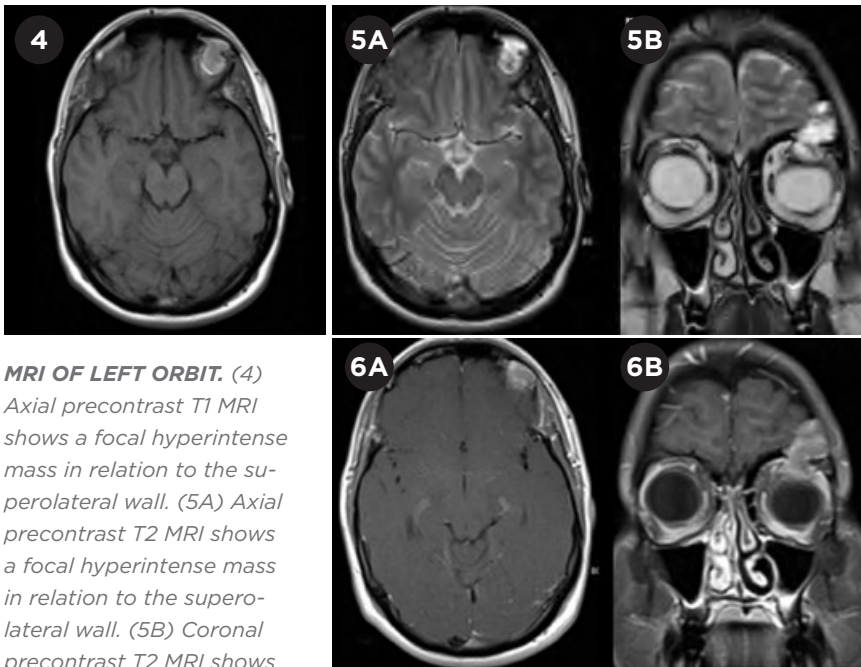 4
5A
5B
MRI OF LEFT ORBIT. (4)
Axial precontrast T1 MRI
shows a focal hyperintense
mass in relation to the su-
perolateral wall. (5A) Axial
precontrast T2 MRI shows
a focal hyperintense mass
in relation to the supero-
lateral wall. (5B) Coronal
precontrast T2 MRI shows
6A
6B